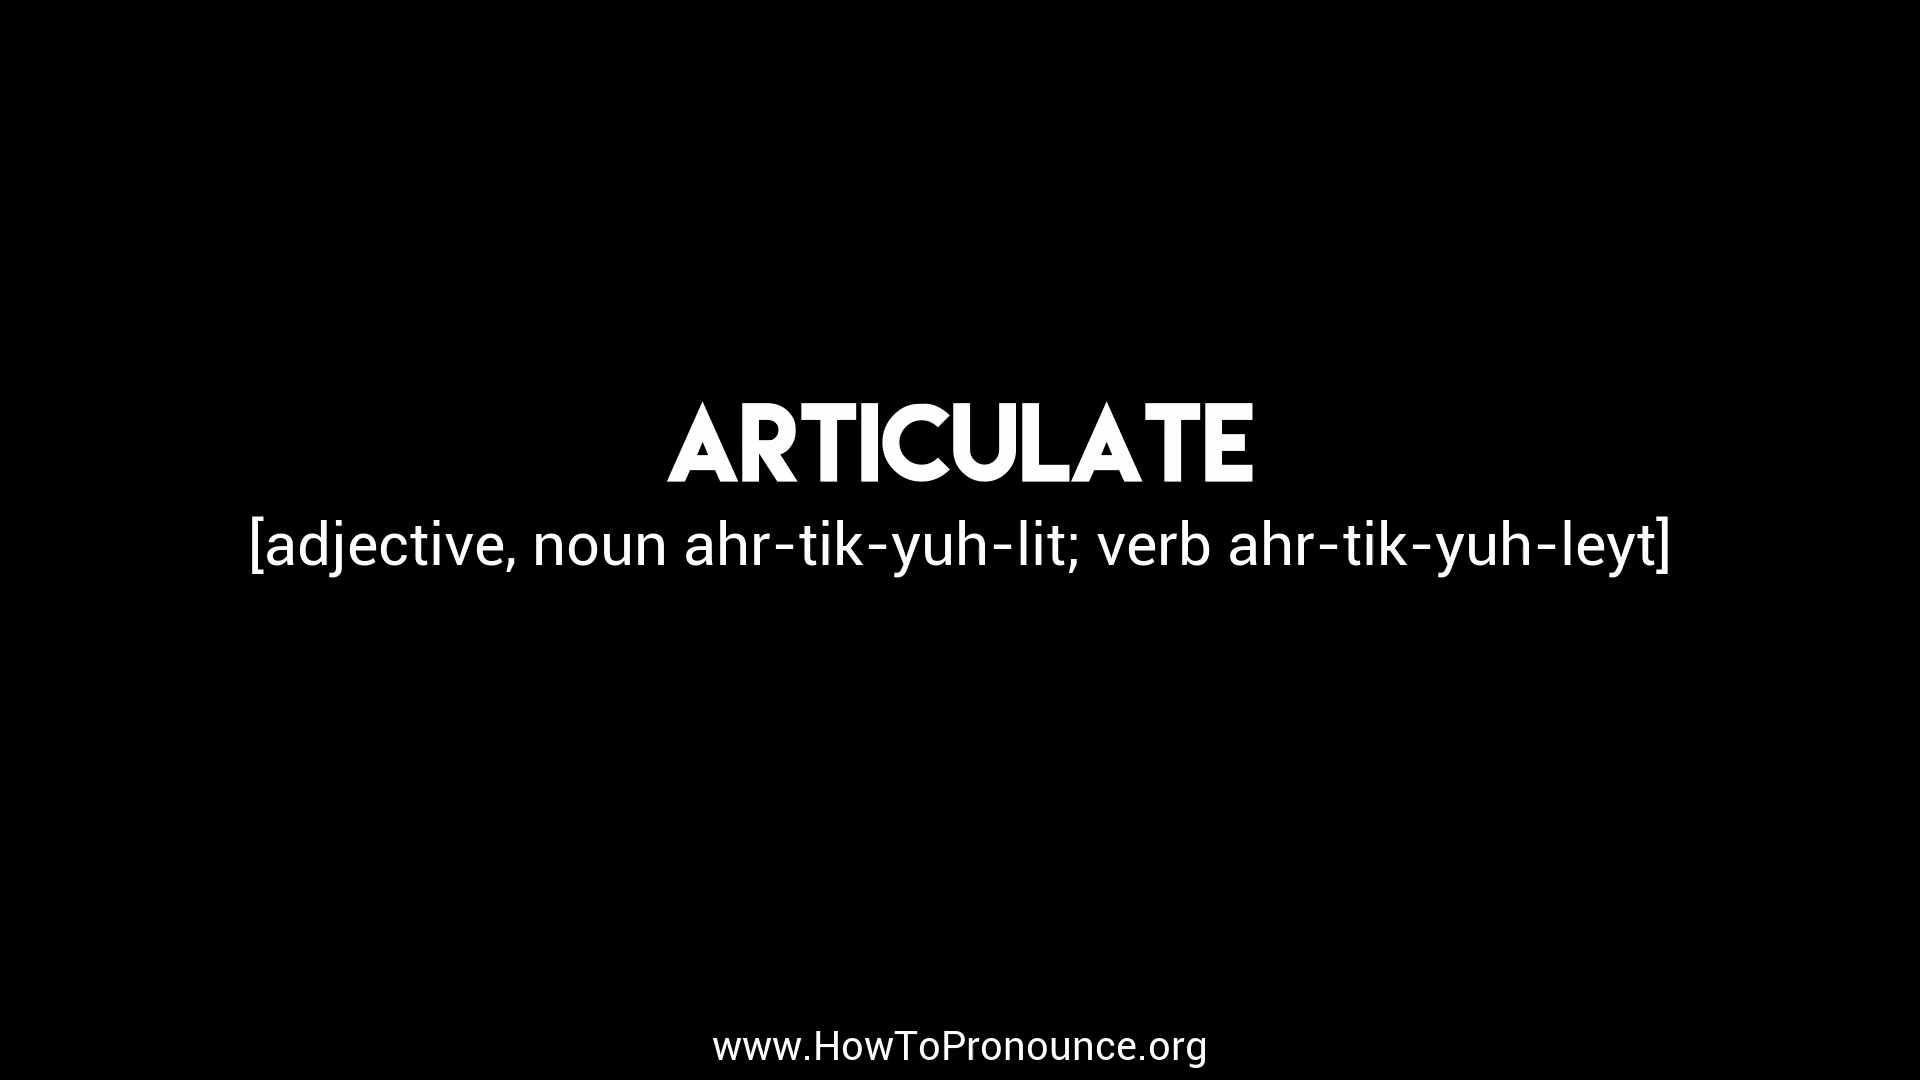 ARTICULATE
[adjective, noun ahr-tik-yuh-lit; verb ahr-tik-yuh-leyt]
www.HowToPronounce.org